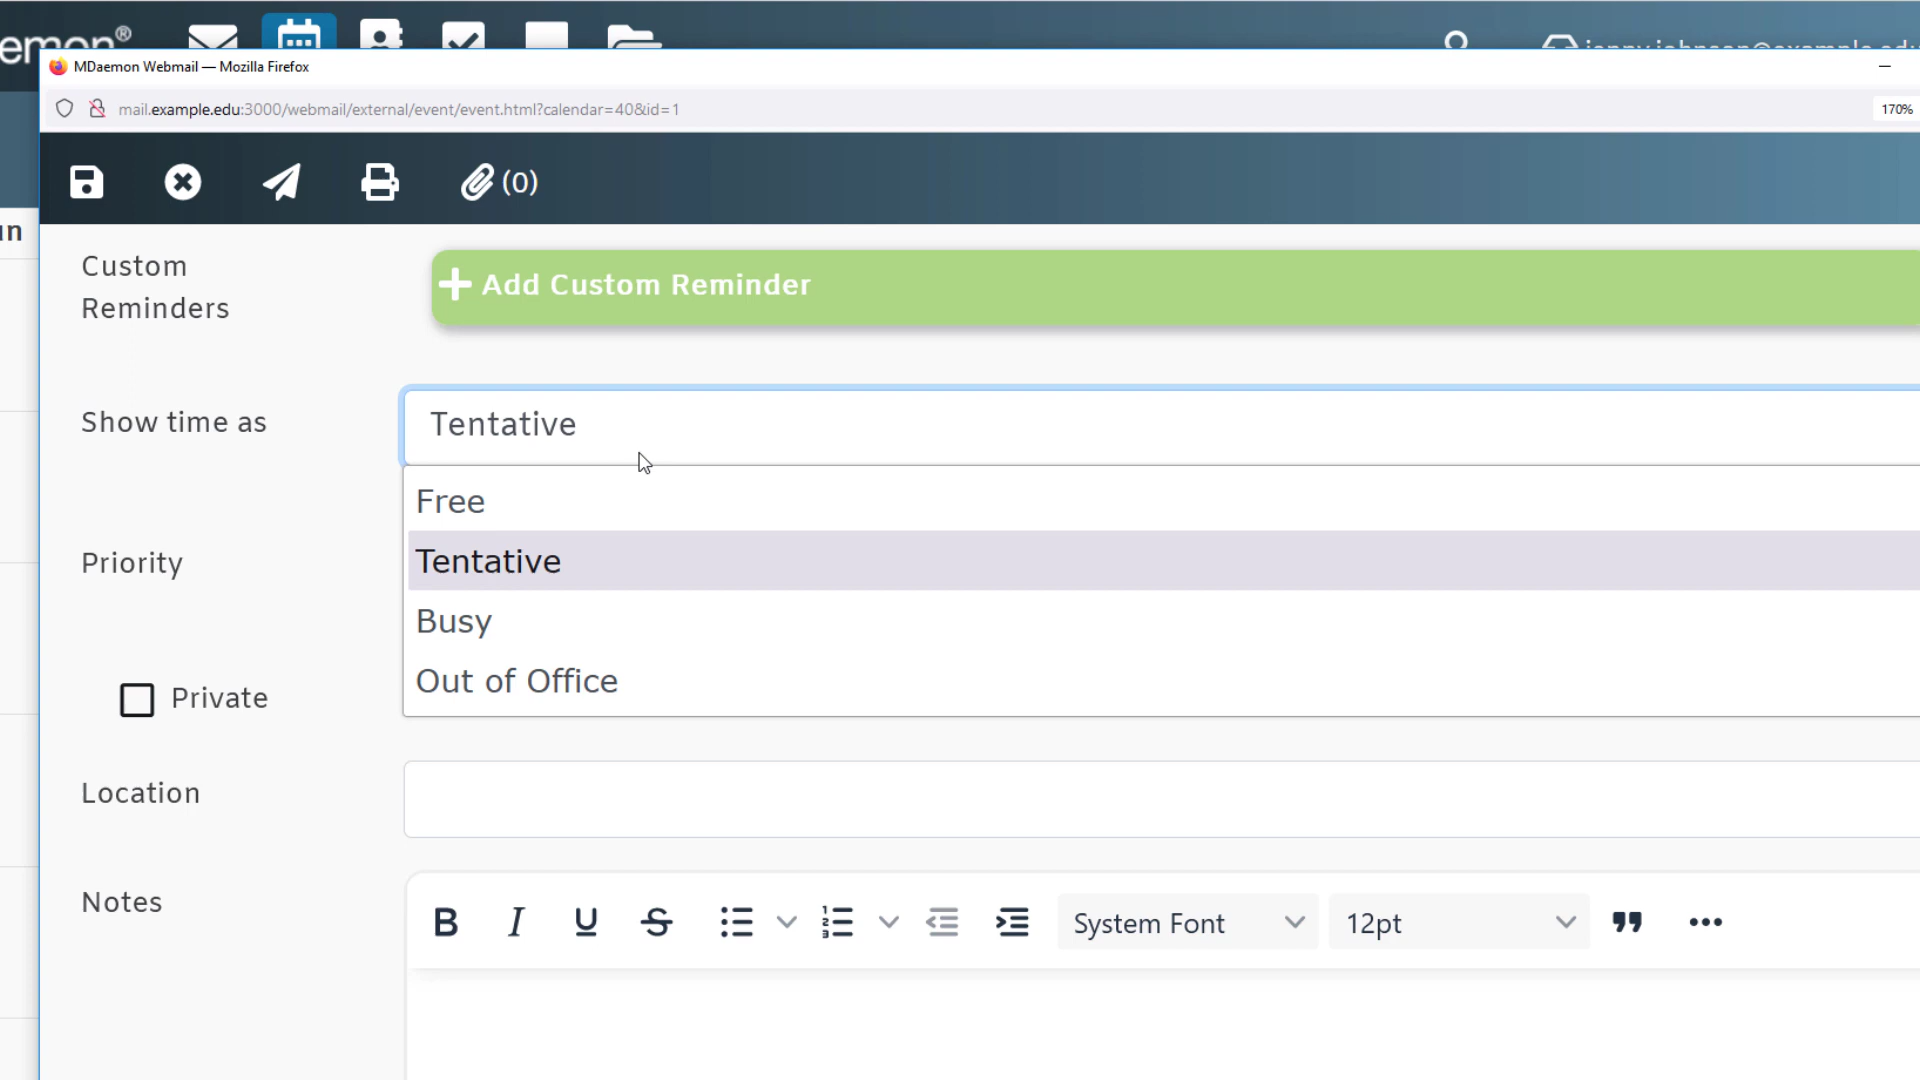 emon®
MDaemon Webmail — Mozilla Firefox
mail.example.edu:3000/webmail/external/event/event.html?calendar=40&id=1
170%
(0)
Custom
Reminders
Add Custom Reminder
Show time as
Tentative
Free
Tentative
Busy
Out of Office
Priority
Private
Location
Notes
B I U S
System Font
12pt